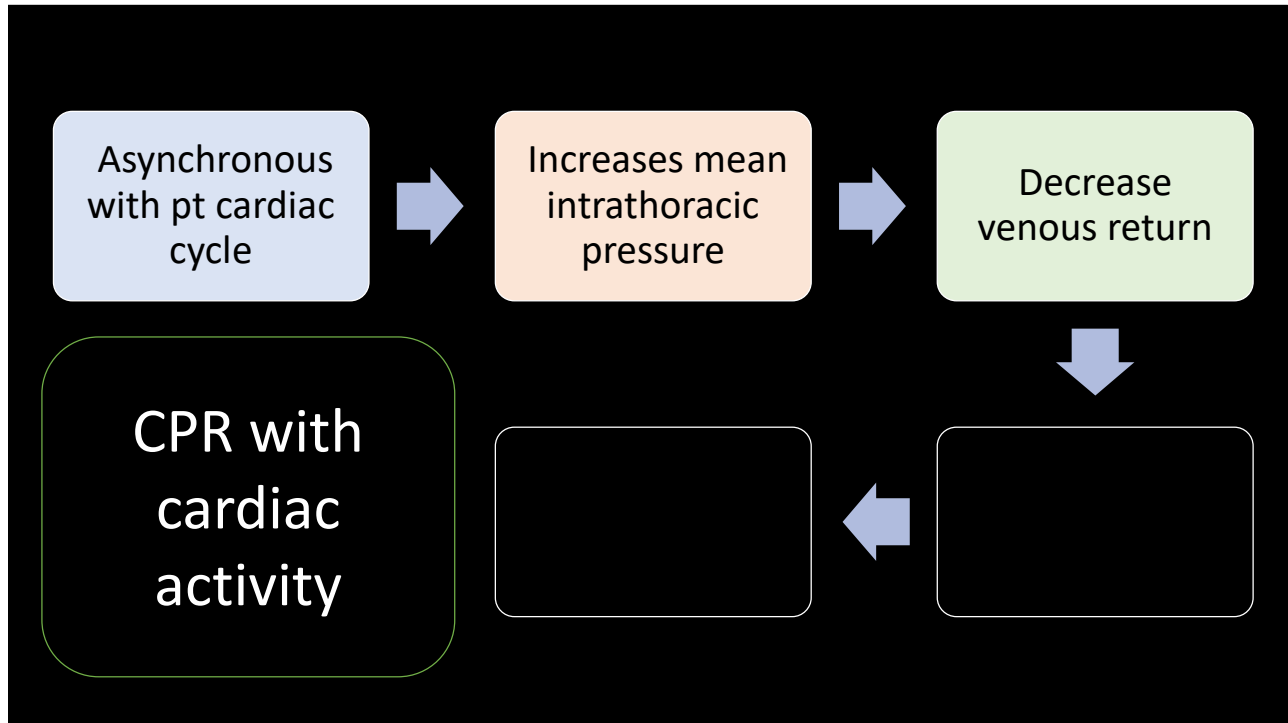 Asynchronous
with pt cardiac
cycle
Increases mean
intrathoracic
pressure
Decrease
venous return
CPR with
cardiac
activity